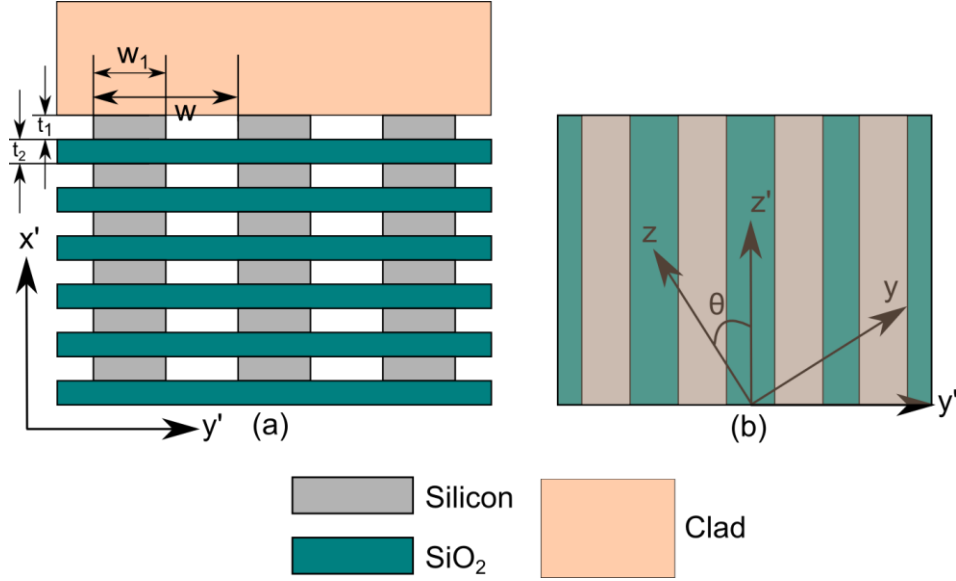 w₁
w
t₁
t₂
x'
y'
(a)
z'
z
θ
y
y'
(b)
Silicon
SiO₂
Clad